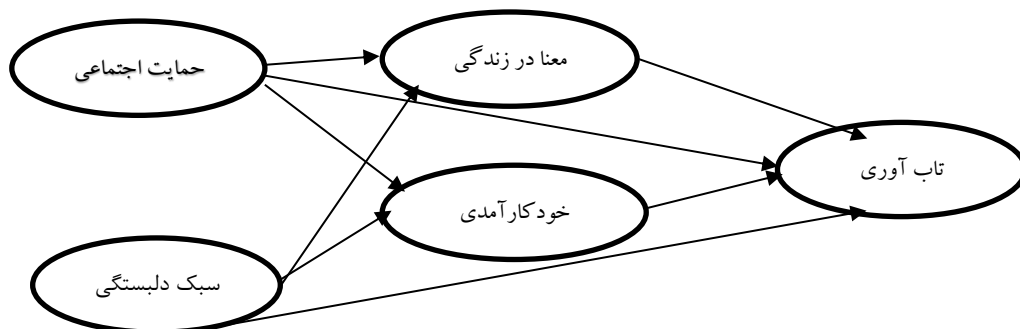 حمایت اجتماعی
معنا در زندگی
تاب آوری
خودکارآمدی
سبک دلبستگی